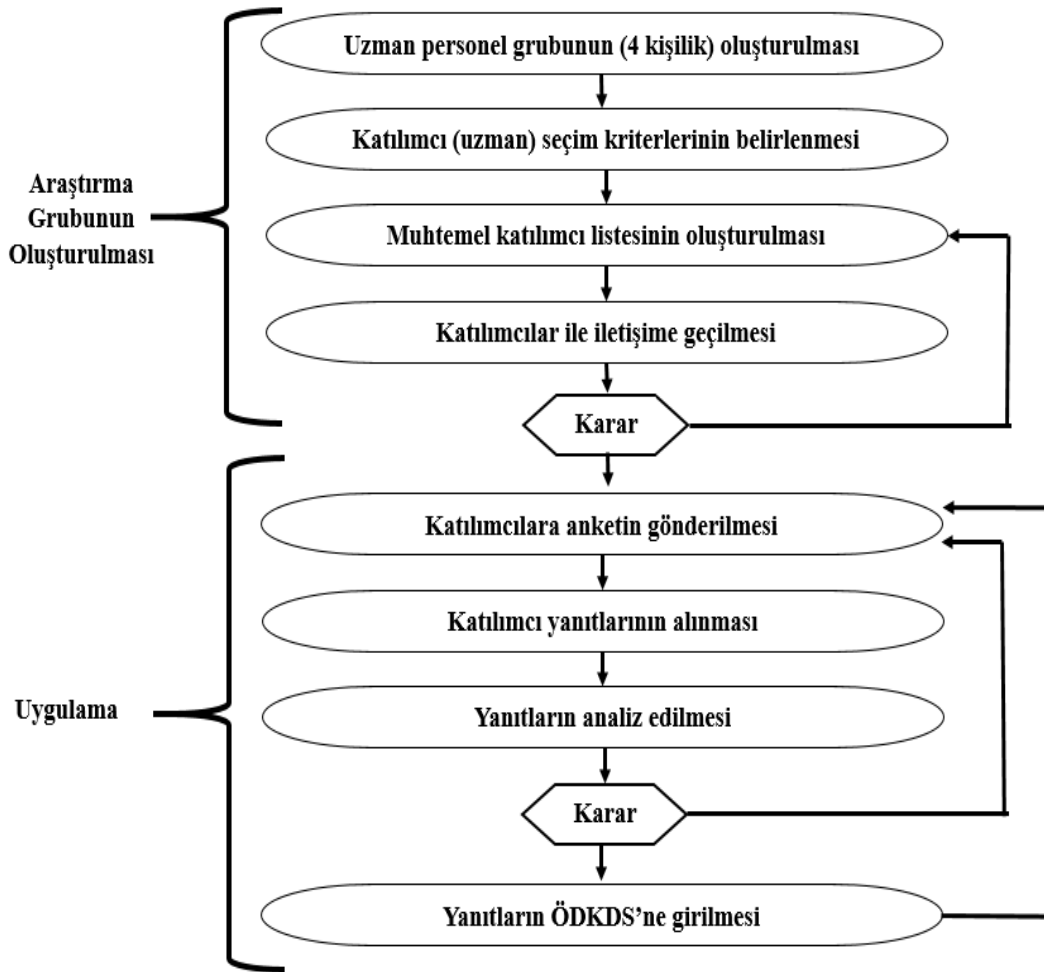 Uzman personel grubunun (4 kişilik) oluşturulması
Katılımcı (uzman) seçim kriterlerinin belirlenmesi
Araştırma
Grubunun
Oluşturulması
Muhtemel katılımcı listesinin oluşturulması
Katılımcılar ile iletişime geçilmesi
Karar
Katılımcılara anketin gönderilmesi
Katılımcı yanıtlarının alınması
Uygulama
Yanıtların analiz edilmesi
Karar
Yanıtların ÖDKDS’ne girilmesi